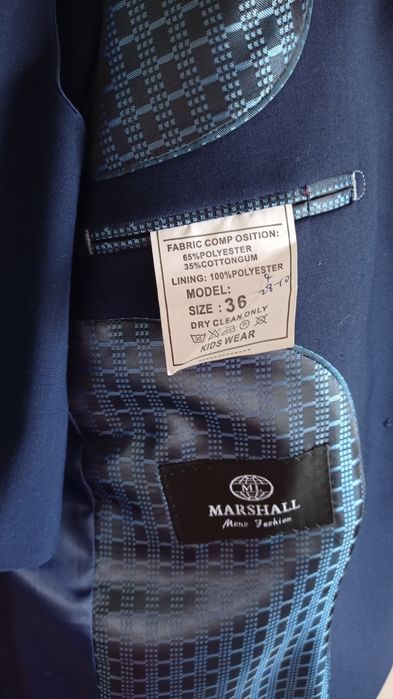 FABRIC COMP OSITION:
65%POLYESTER
35%COTTONGUM
LINING: 100%POLYESTER
MODEL:
SIZE : 36
DRY CLEAN ONLY
KIDS WEAR
M
MARSHALL
Mens Fashion